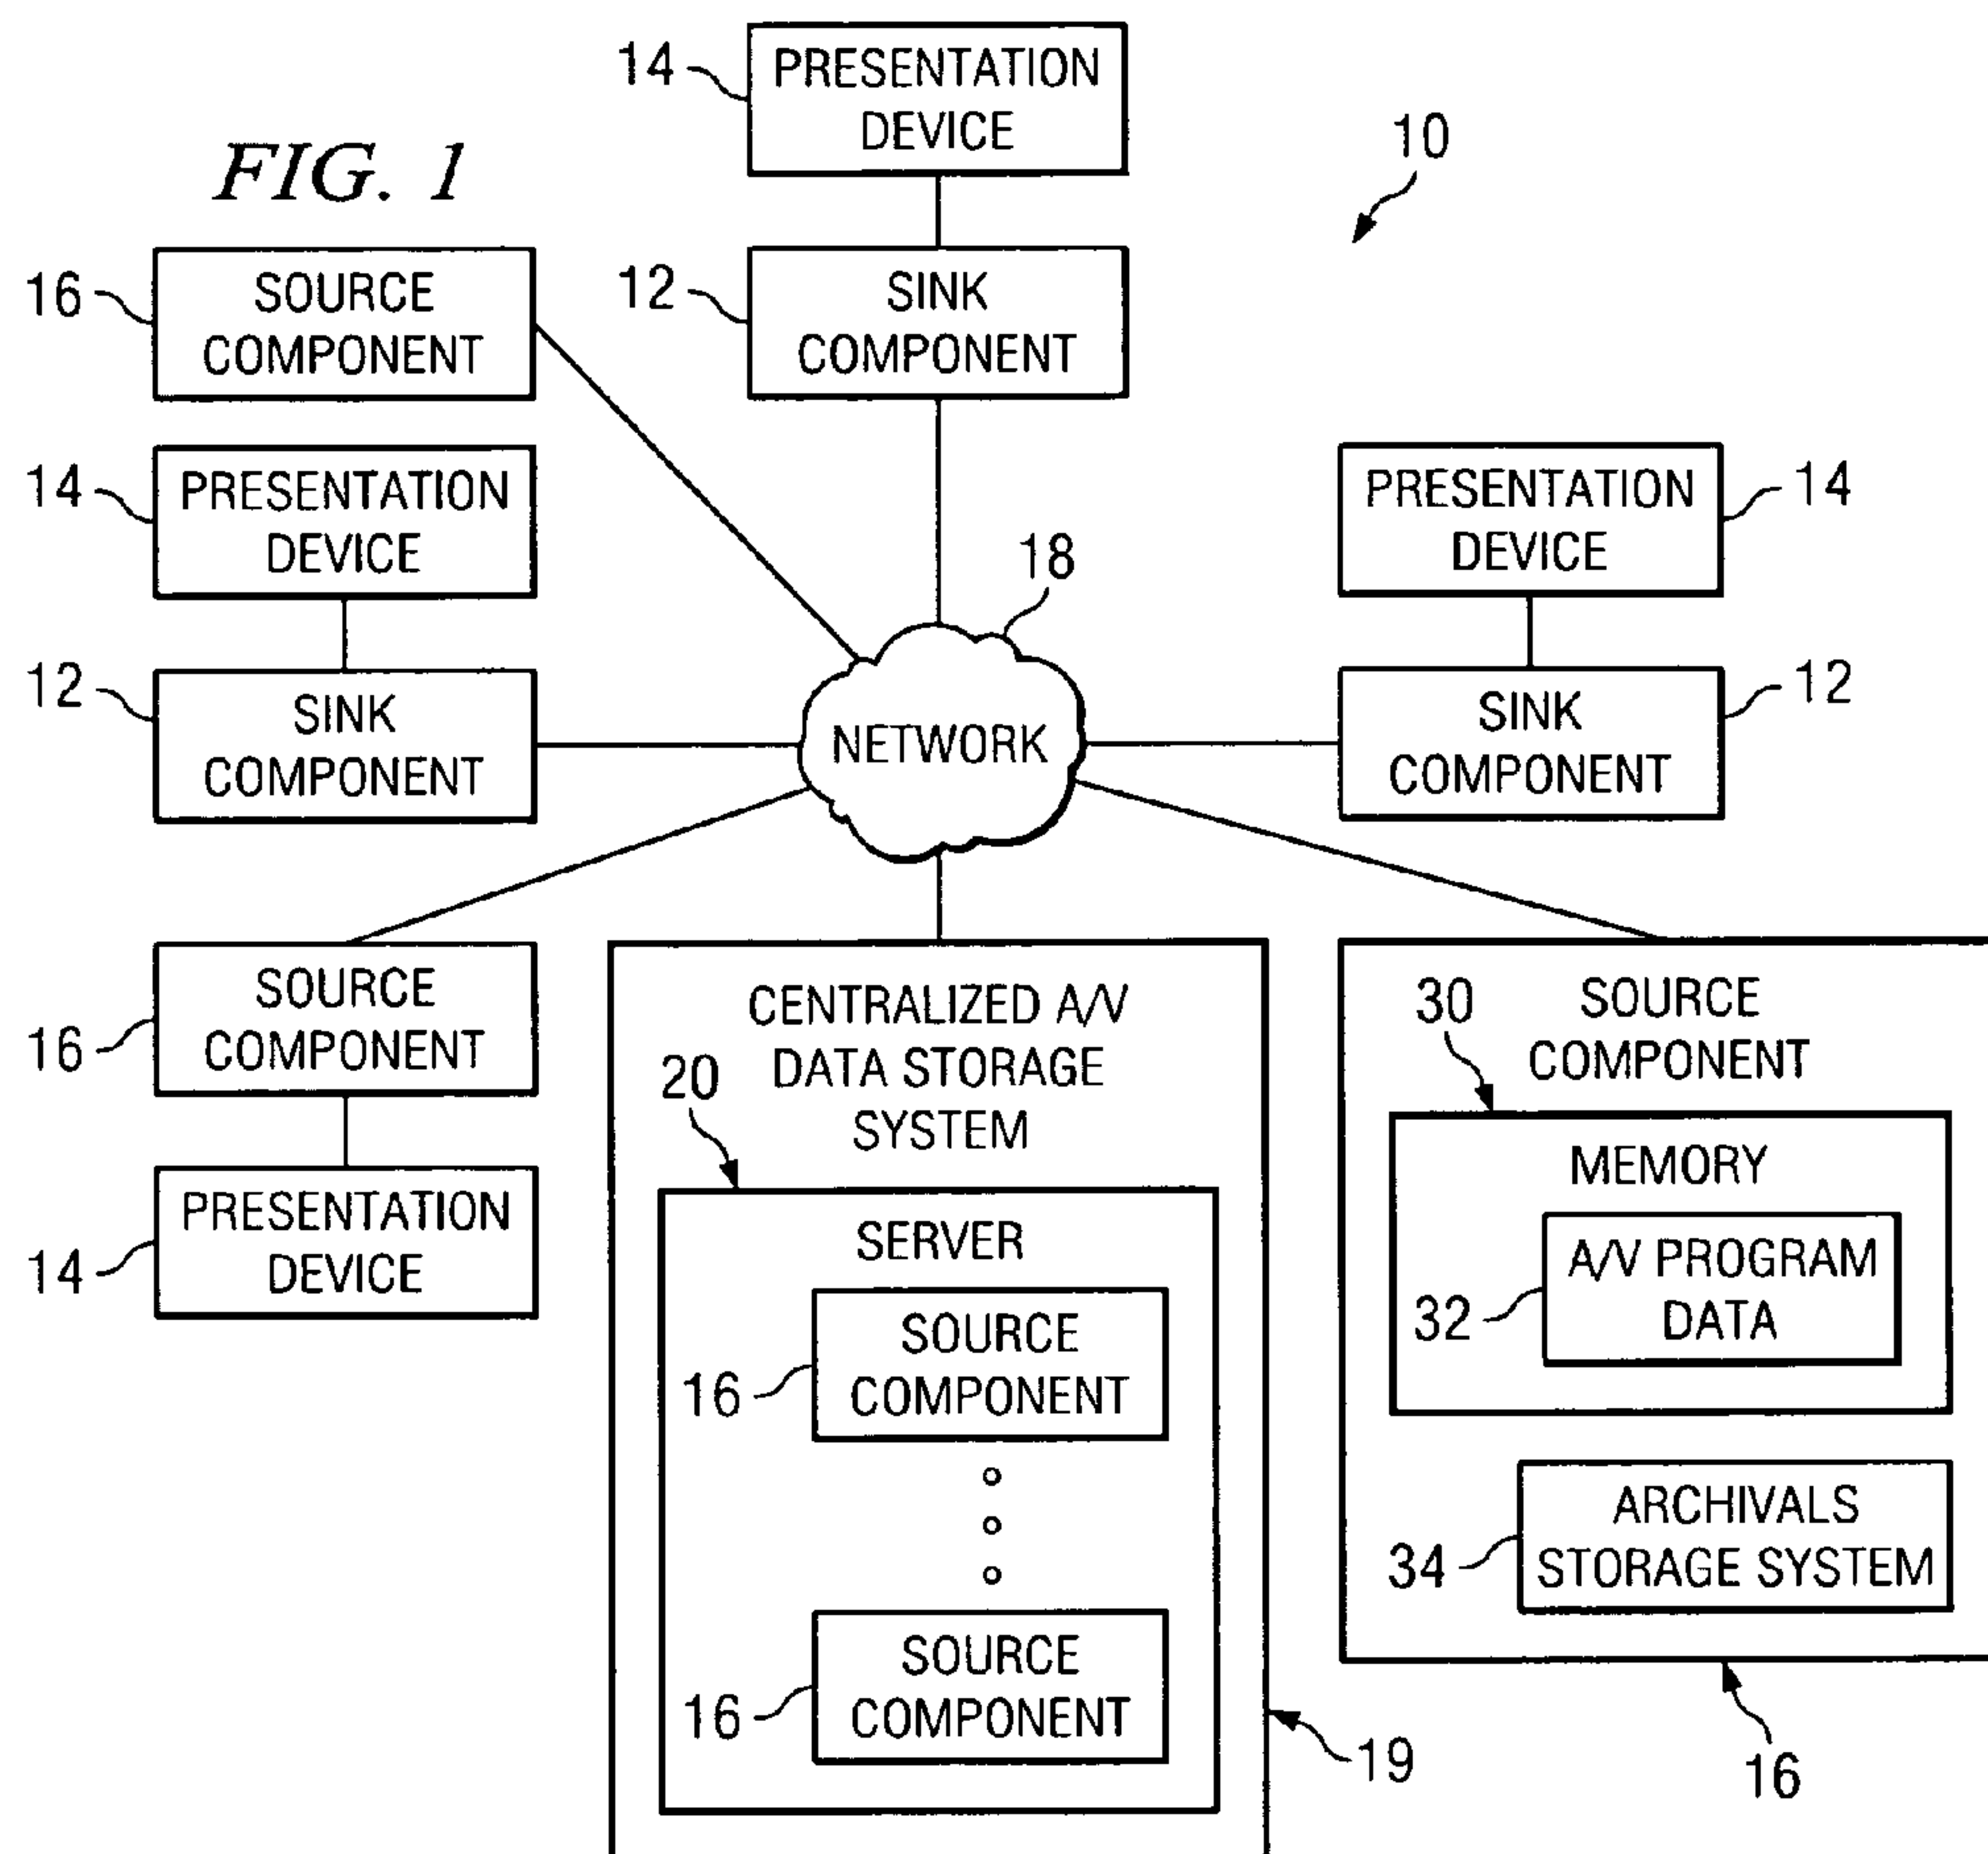 FIG. 1
14
PRESENTATION
DEVICE
10
16
SOURCE
COMPONENT
12
SINK
COMPONENT
14
PRESENTATION
DEVICE
PRESENTATION
DEVICE
14
18
12
SINK
COMPONENT
NETWORK
SINK
COMPONENT
12
16
SOURCE
COMPONENT
14
PRESENTATION
DEVICE
CENTRALIZED A/V
DATA STORAGE
SYSTEM
20
SERVER
16
SOURCE
COMPONENT
16
SOURCE
COMPONENT
19
SOURCE
COMPONENT
30
MEMORY
32
A/V PROGRAM
DATA
34
ARCHIVALS
STORAGE SYSTEM
16